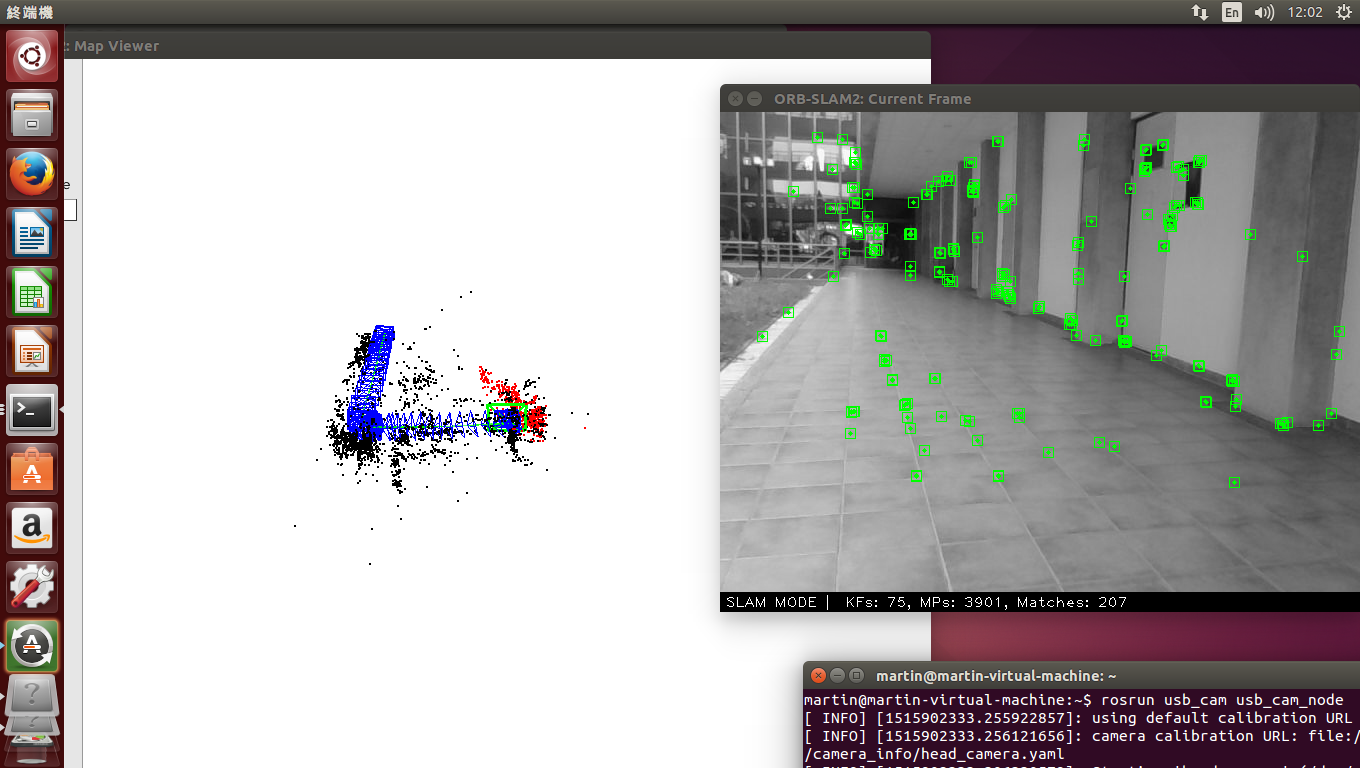 終端機
En
12:02
: Map Viewer
e
ORB-SLAM2: Current Frame
SLAM MODE | KFs: 75, MPs: 3901, Matches: 207
martin@martin-virtual-machine: ~
martin@martin-virtual-machine:~$ rosrun usb_cam usb_cam_node
[ INFO] [1515902333.255922857]: using default calibration URL
[ INFO] [1515902333.256121656]: camera calibration URL: file:/
/camera_info/head_camera.yaml